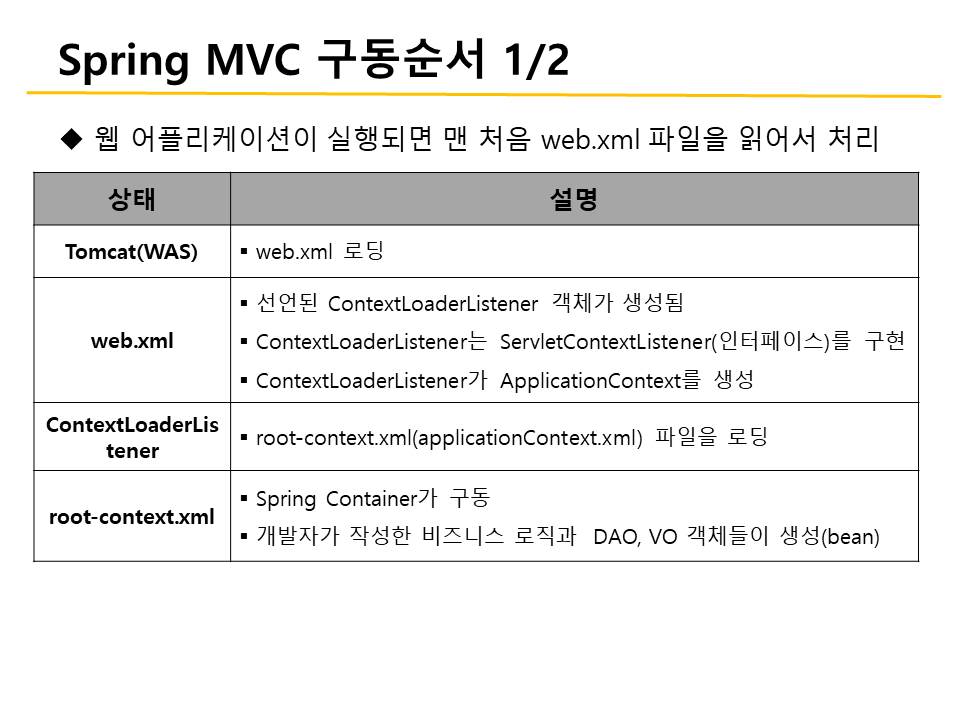 Spring MVC 구동순서 1/2
◆ 웹 어플리케이션이 실행되면 맨 처음 web.xml 파일을 읽어서 처리
상태
설명
Tomcat(WAS)
▪ web.xml 로딩
web.xml
▪ 선언된 ContextLoaderListener 객체가 생성됨
▪ ContextLoaderListener는 ServletContextListener(인터페이스)를 구현
▪ ContextLoaderListener가 ApplicationContext를 생성
ContextLoaderLis
tener
▪ root-context.xml(applicationContext.xml) 파일을 로딩
root-context.xml
▪ Spring Container가 구동
▪ 개발자가 작성한 비즈니스 로직과 DAO, VO 객체들이 생성(bean)